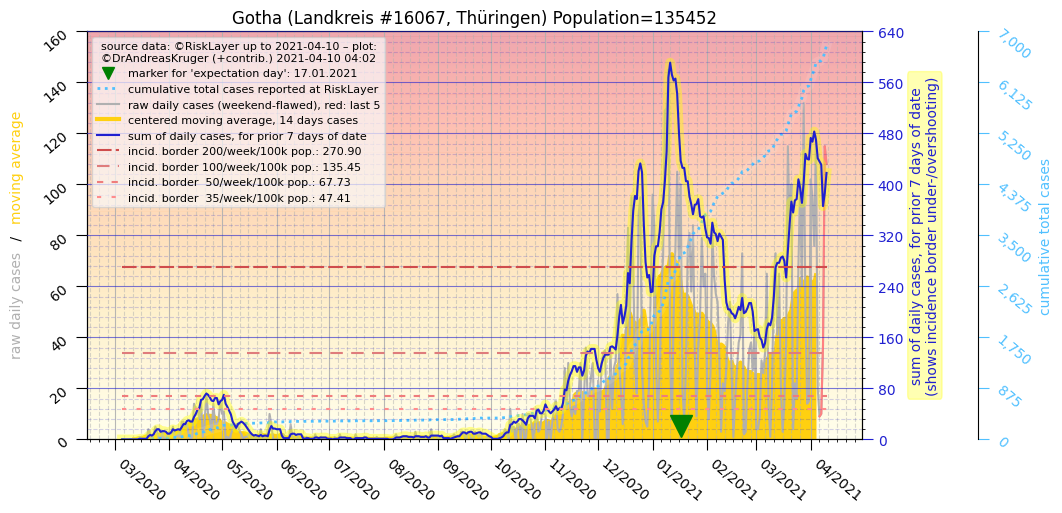 Gotha (Landkreis #16067, Thüringen) Population=135452
source data: ©RiskLayer up to 2021-04-10 – plot:
©DrAndreasKruger (+contrib.) 2021-04-10 04:02
marker for 'expectation day': 17.01.2021
cumulative total cases reported at RiskLayer
raw daily cases (weekend-flawed), red: last 5
centered moving average, 14 days cases
sum of daily cases, for prior 7 days of date
incid. border 200/week/100k pop.: 270.90
incid. border 100/week/100k pop.: 135.45
incid. border  50/week/100k pop.: 67.73
incid. border  35/week/100k pop.: 47.41
raw daily cases  /  moving average
160
140
120
100
80
60
40
20
0
03/2020
04/2020
05/2020
06/2020
07/2020
08/2020
09/2020
10/2020
11/2020
12/2020
01/2021
02/2021
03/2021
04/2021
640
560
480
400
320
240
160
80
0
sum of daily cases, for prior 7 days of date
(shows incidence border under-/overshooting)
7,000
6,125
5,250
4,375
3,500
2,625
1,750
875
0
cumulative total cases